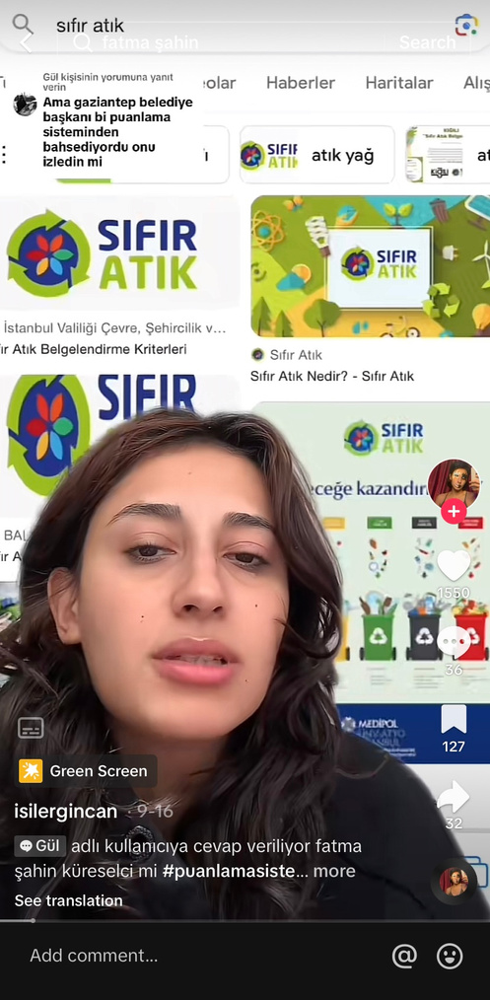 sıfır atık
fatma şahin
Search
Gül kişisinin yorumuna yanıt
verin
Ama gaziantep belediye
başkanı bi puanlama
sisteminden
bahsediyordu onu
izledin mi
eolar
Haberler
Haritalar
Alış
atık yağ
SIFIR
ATIK
SIFIR
ATIK
İstanbul Valiliği Çevre, Şehircilik v...
ır Atık Belgelendirme Kriterleri
Sıfır Atık
Sıfır Atık Nedir? - Sıfır Atık
SIFIR
SIFIR
ATIK
eceğe kazandır
BAL
ır A
MEDİPOL
1550
36
127
32
Green Screen
isilergincan · 9-16
Gül adlı kullanıcıya cevap veriliyor fatma
şahin küreselci mi #puanlamasiste... more
See translation
Add comment...